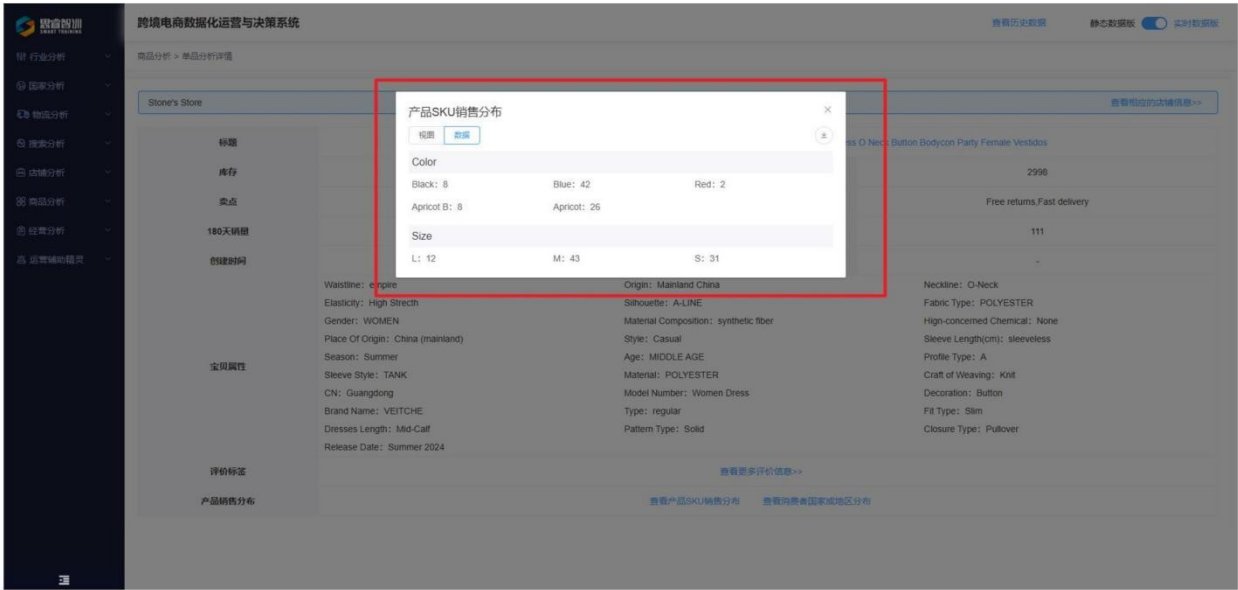 思睿智训
SMART TRAINING
跨境电商数据化运营与决策系统
查看历史数据
静态数据版
实时数据版
行业分析
国家分析
物流分析
搜索分析
店铺分析
商品分析
经营分析
运营辅助精灵
商品分析 > 单品分析详情
Stone's Store
查看相应的店铺信息>>
产品SKU销售分布
×
视图 数据
Color
Black: 8 Blue: 42 Red: 2
Apricot B: 8 Apricot: 26
Size
L: 12 M: 43 S: 31
标题
ss O Neck Button Bodycon Party Female Vestidos
库存
2998
卖点
Free returns,Fast delivery
180天销量
111
创建时间
-
宝贝属性
Waistline: empire Origin: Mainland China Neckline: O-Neck
Elasticity: High Strecth Silhouette: A-LINE Fabric Type: POLYESTER
Gender: WOMEN Material Composition: synthetic fiber Hign-concerned Chemical: None
Place Of Origin: China (mainland) Style: Casual Sleeve Length(cm): sleeveless
Season: Summer Age: MIDDLE AGE Profile Type: A
Sleeve Style: TANK Material: POLYESTER Craft of Weaving: Knit
CN: Guangdong Model Number: Women Dress Decoration: Button
Brand Name: VEITCHE Type: regular Fit Type: Slim
Dresses Length: Mid-Calf Pattern Type: Solid Closure Type: Pullover
Release Date: Summer 2024
评价标签
查看更多评价信息>>
产品销售分布
查看产品SKU销售分布 查看消费者国家或地区分布